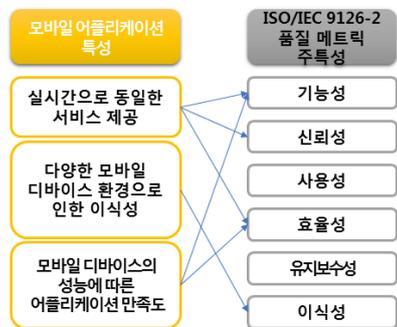 모바일 어플리케이션
특성
실시간으로 동일한
서비스 제공
다양한 모바일
디바이스 환경으로
인한 이식성
모바일 디바이스의
성능에 따른
어플리케이션 만족도
ISO/IEC 9126-2
품질 메트릭
주특성
기능성
신뢰성
사용성
효율성
유지보수성
이식성